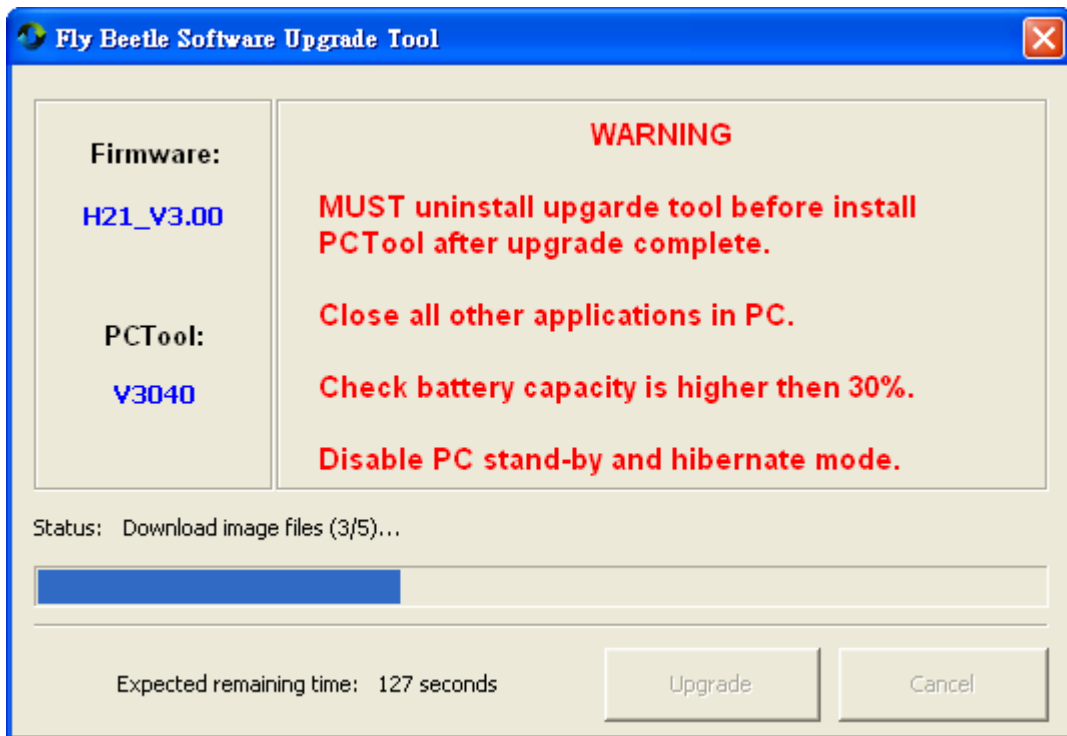 Fly Beetle Software Upgrade Tool
Firmware:
H21_V3.00
PCTool:
V3040
WARNING
MUST uninstall upgarde tool before install
PCTool after upgrade complete.
Close all other applications in PC.
Check battery capacity is higher then 30%.
Disable PC stand-by and hibernate mode.
Status: Download image files (3/5)...
Expected remaining time: 127 seconds
Upgrade
Cancel